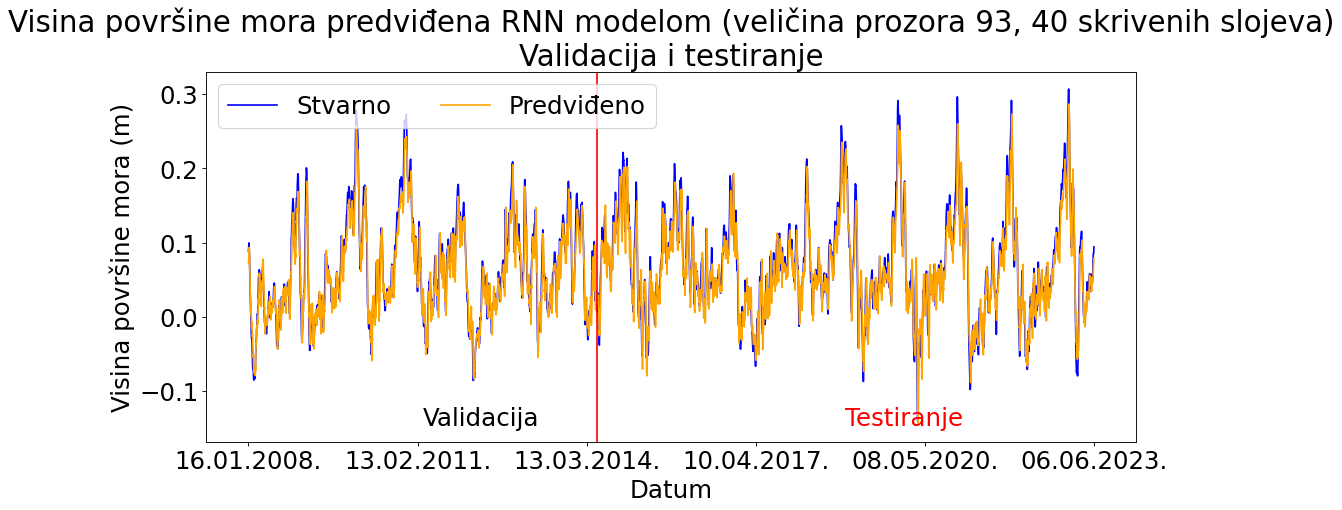 Visina površine mora predviđena RNN modelom (veličina prozora 93, 40 skrivenih slojeva)
Validacija i testiranje
Stvarno
Predviđeno
Visina površine mora (m)
0.3
0.2
0.1
0.0
−0.1
Validacija
Testiranje
16.01.2008.
13.02.2011.
13.03.2014.
10.04.2017.
08.05.2020.
06.06.2023.
Datum